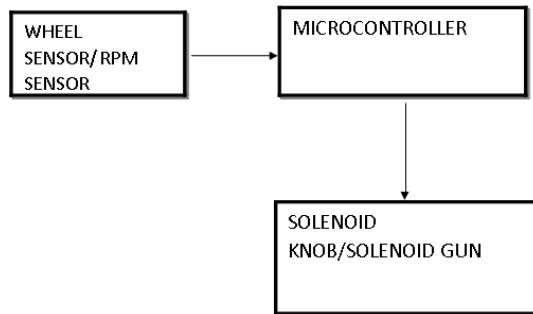 WHEEL
SENSOR/RPM
SENSOR
MICROCONTROLLER
SOLENOID
KNOB/SOLENOID GUN